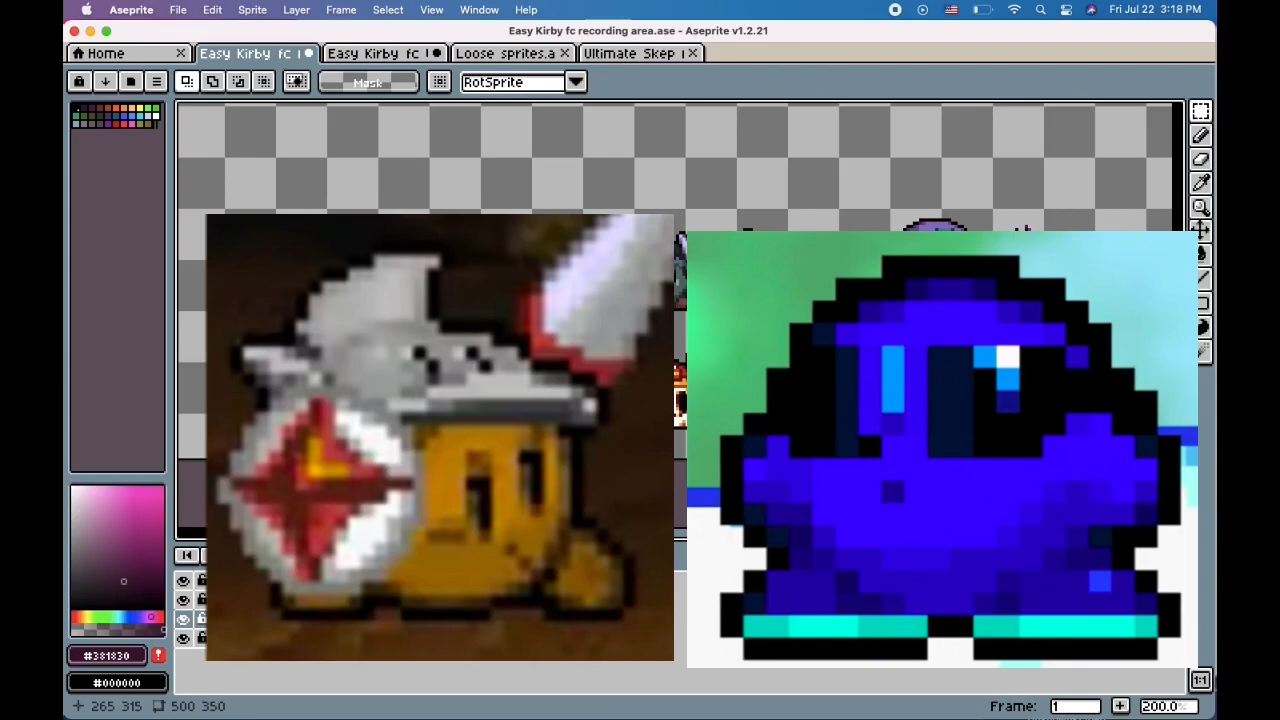 Aseprite File Edit Sprite Layer Frame Select View Window Help Fri Jul 22 3:18 PM
Easy Kirby fc recording area.ase - Aseprite v1.2.21
Home Easy Kirby fc Easy Kirby fc Loose sprites.a Ultimate Skep
Mask RotSprite
#381830
#000000
265 315 500 350 Frame: 1 200.0%
1:1